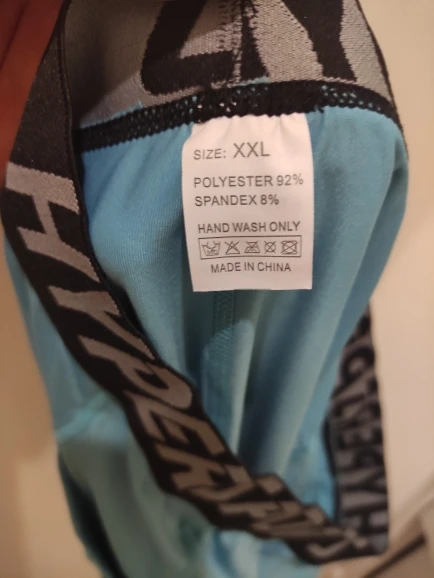 SIZE: XXL
POLYESTER 92%
SPANDEX 8%
HAND WASH ONLY
MADE IN CHINA